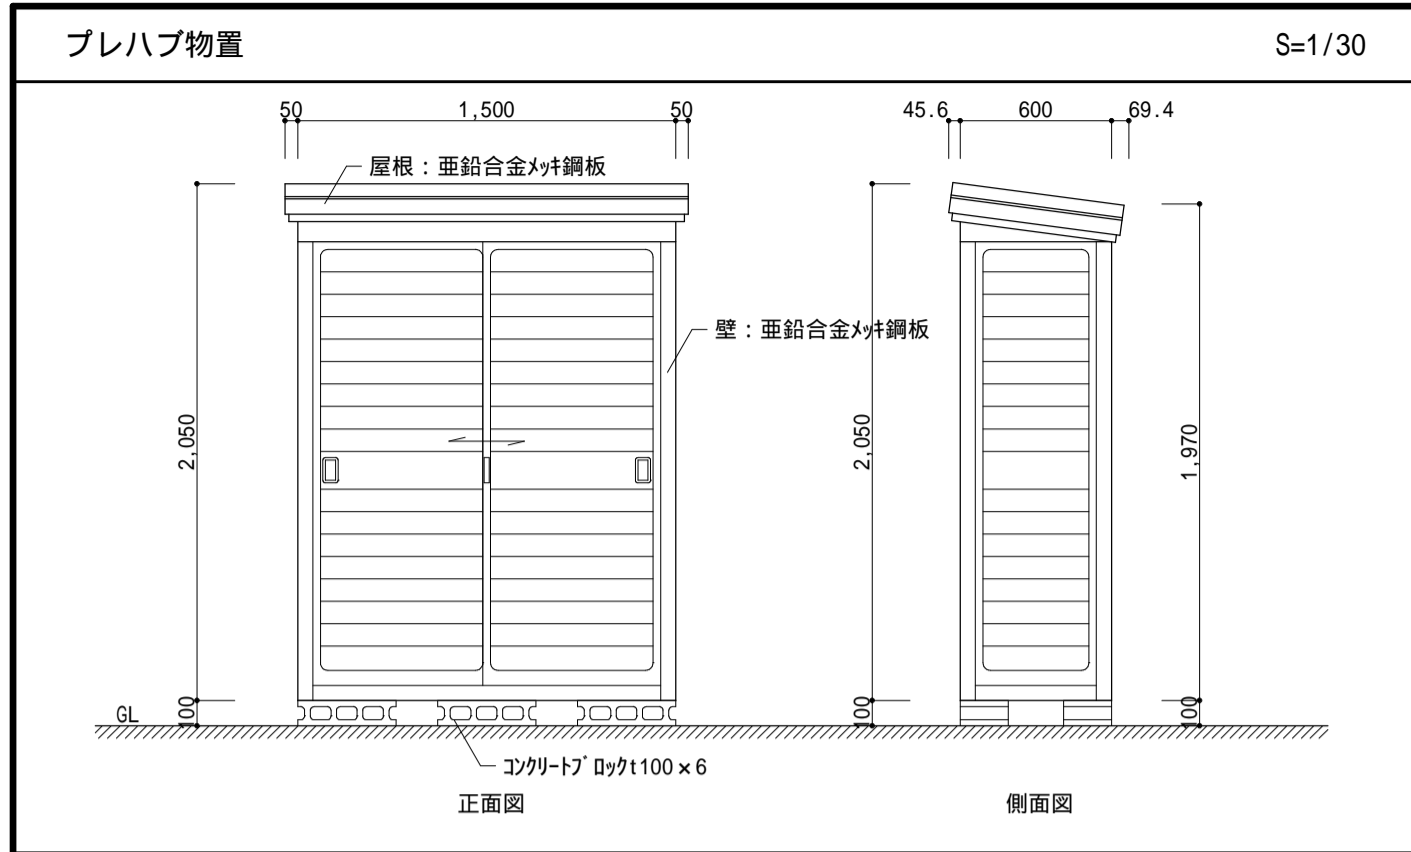 プレハブ物置
S=1/30
50 1,500 50
45.6 600 69.4
屋根：亜鉛合金ﾒｯｷ鋼板
壁：亜鉛合金ﾒｯｷ鋼板
2,050
2,050
1,970
GL
100
100
100
ｺﾝｸﾘｰﾄﾌﾞﾛｯｸt100×6
正面図
側面図